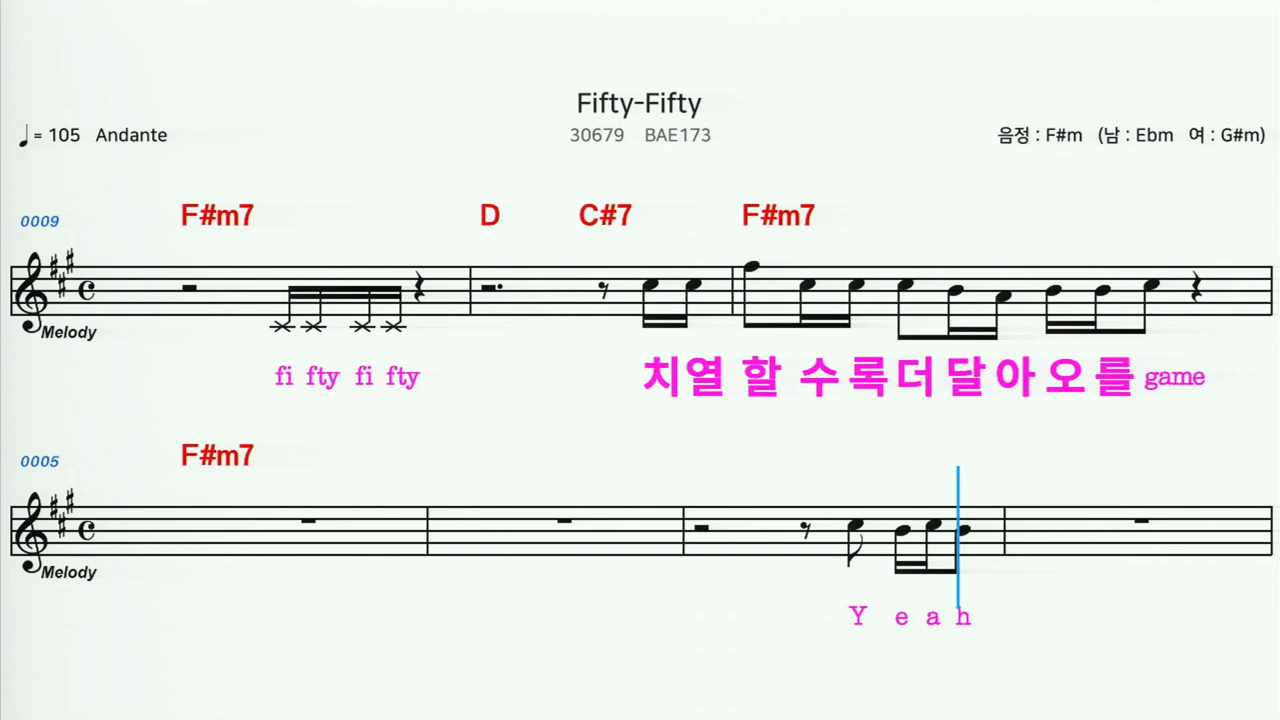 Fifty-Fifty
= 105 Andante
30679 BAE173
음정 : F#m (남 : Ebm 여 : G#m)
0009 F#m7 D C#7 F#m7
Melody
fi fty fi fty 치열 할 수 록 더 달 아 오 를 game
0005 F#m7
Melody
Y e a h